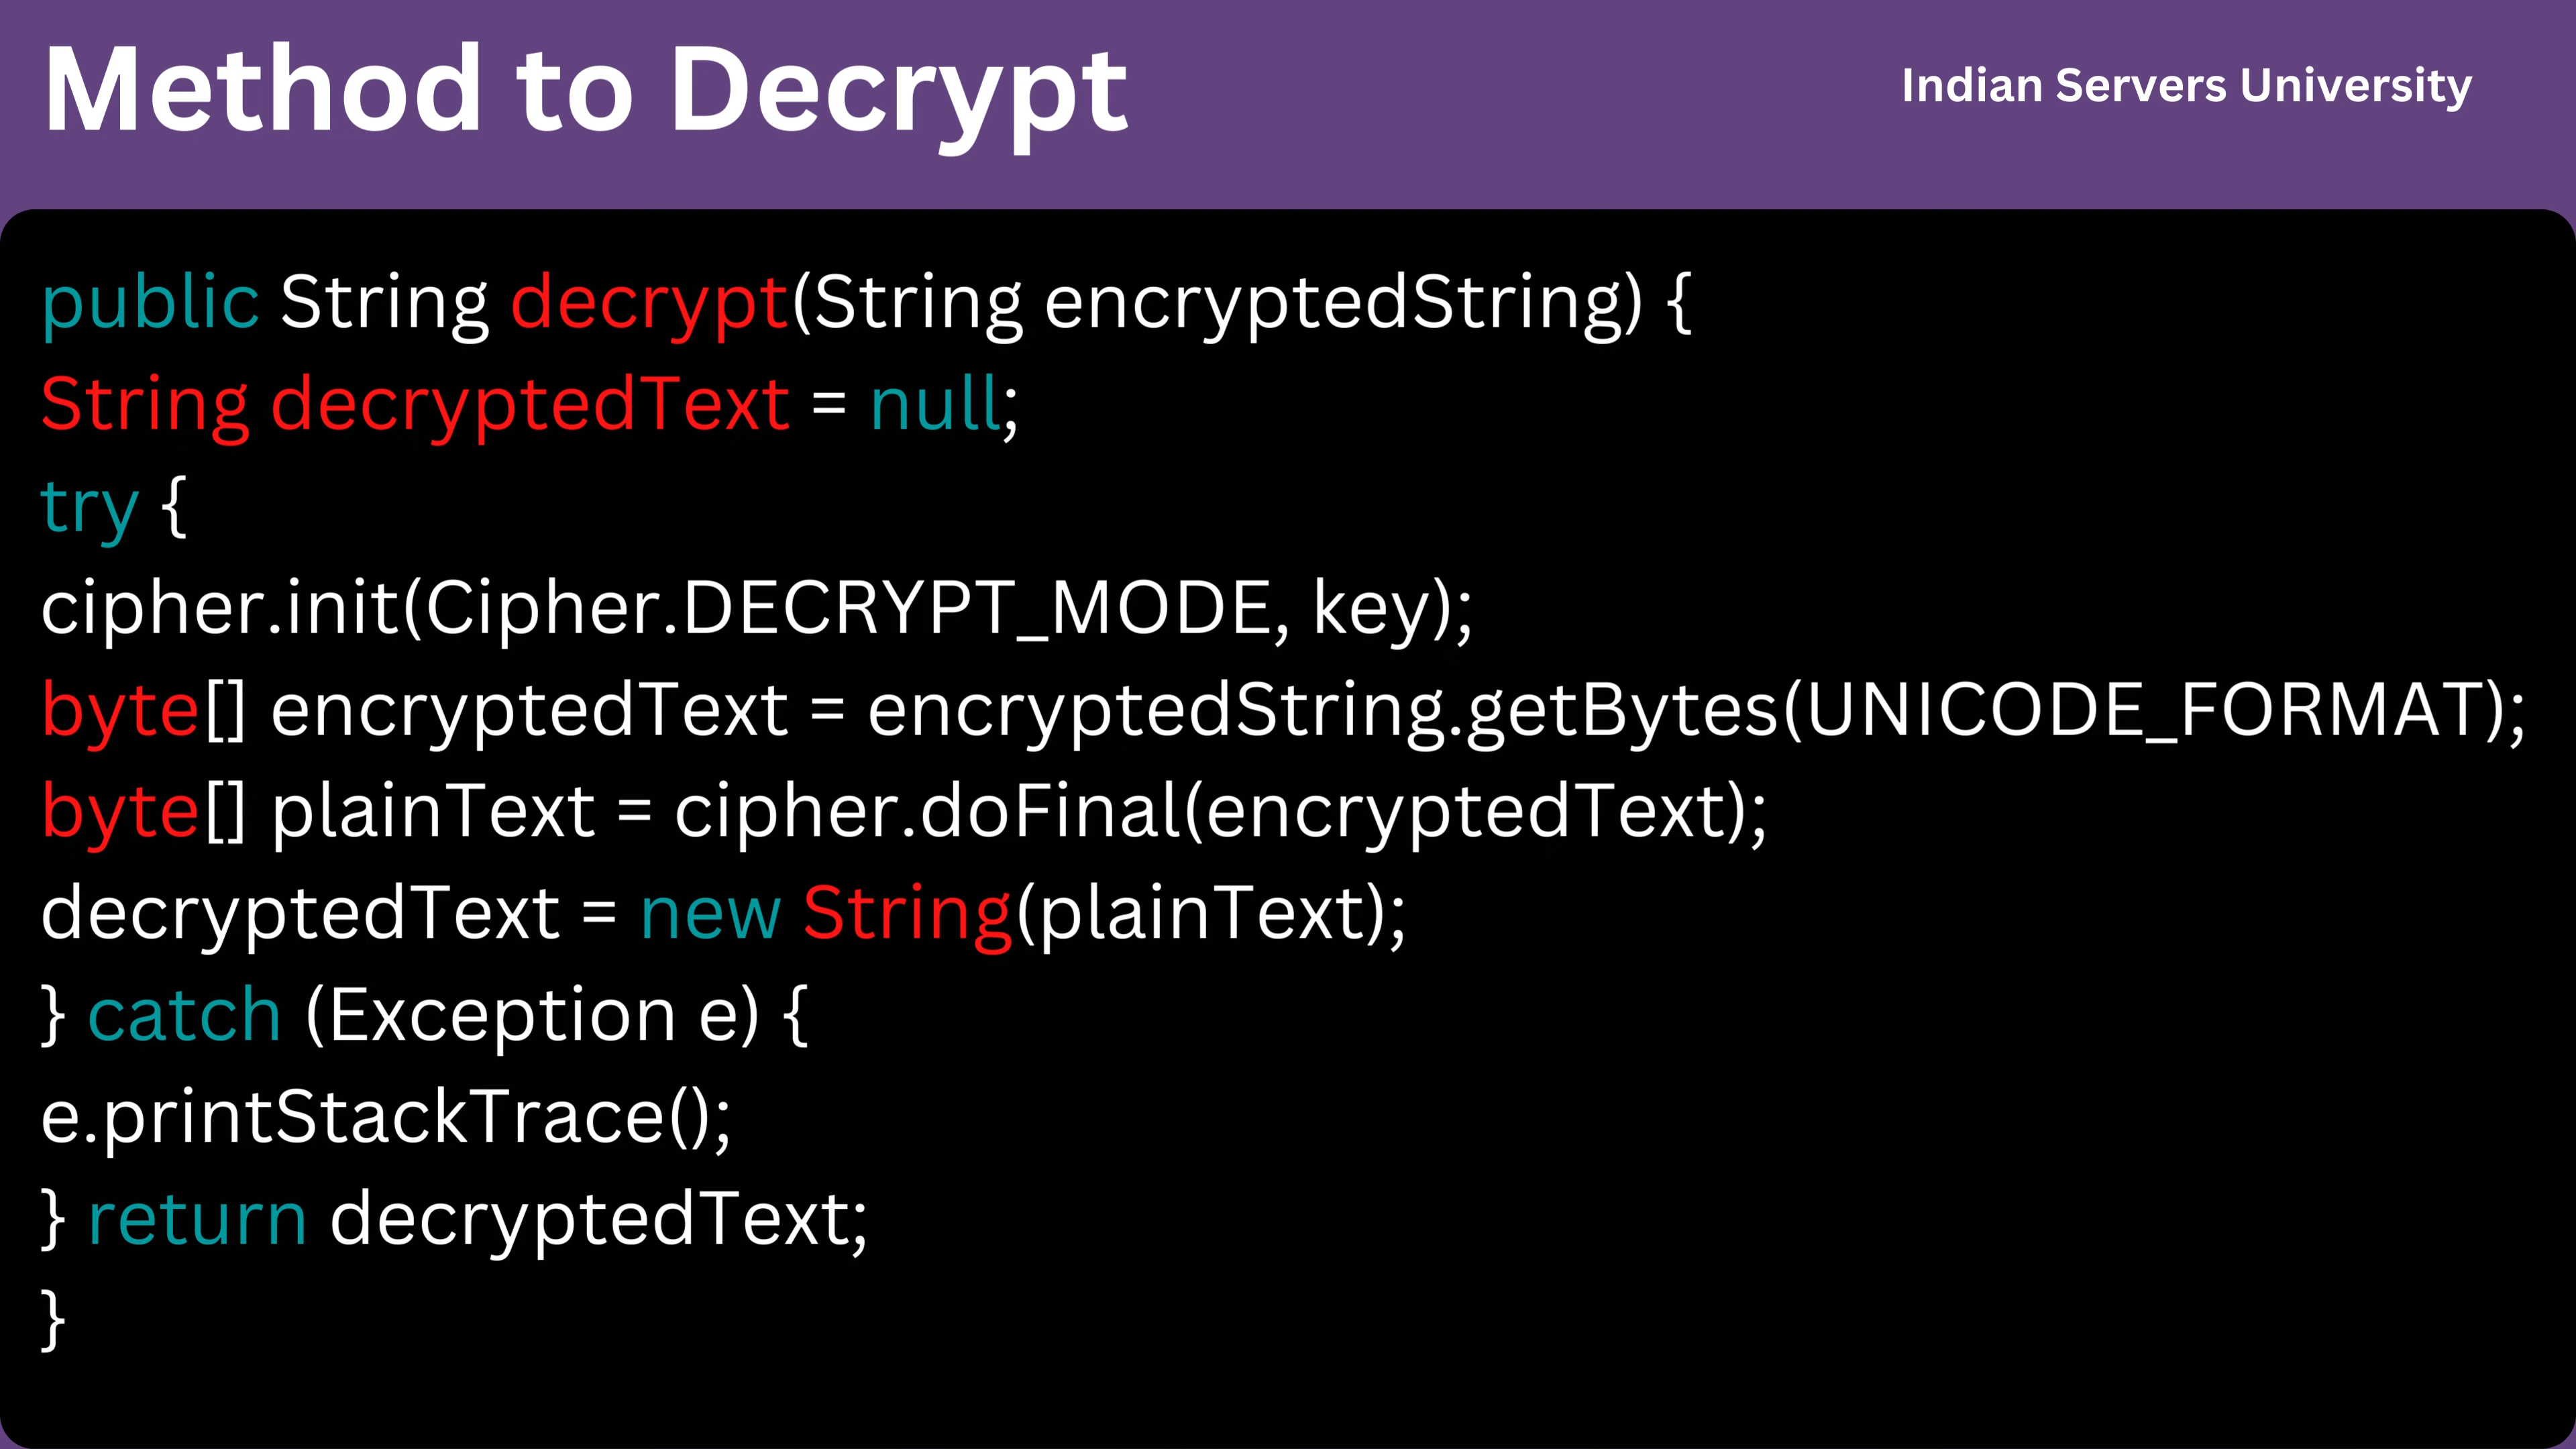 Method to Decrypt
Indian Servers University
public String decrypt(String encryptedString) {
String decryptedText = null;
try {
cipher.init(Cipher.DECRYPT_MODE, key);
byte[] encryptedText = encryptedString.getBytes(UNICODE_FORMAT);
byte[] plainText = cipher.doFinal(encryptedText);
decryptedText = new String(plainText);
} catch (Exception e) {
e.printStackTrace();
} return decryptedText;
}